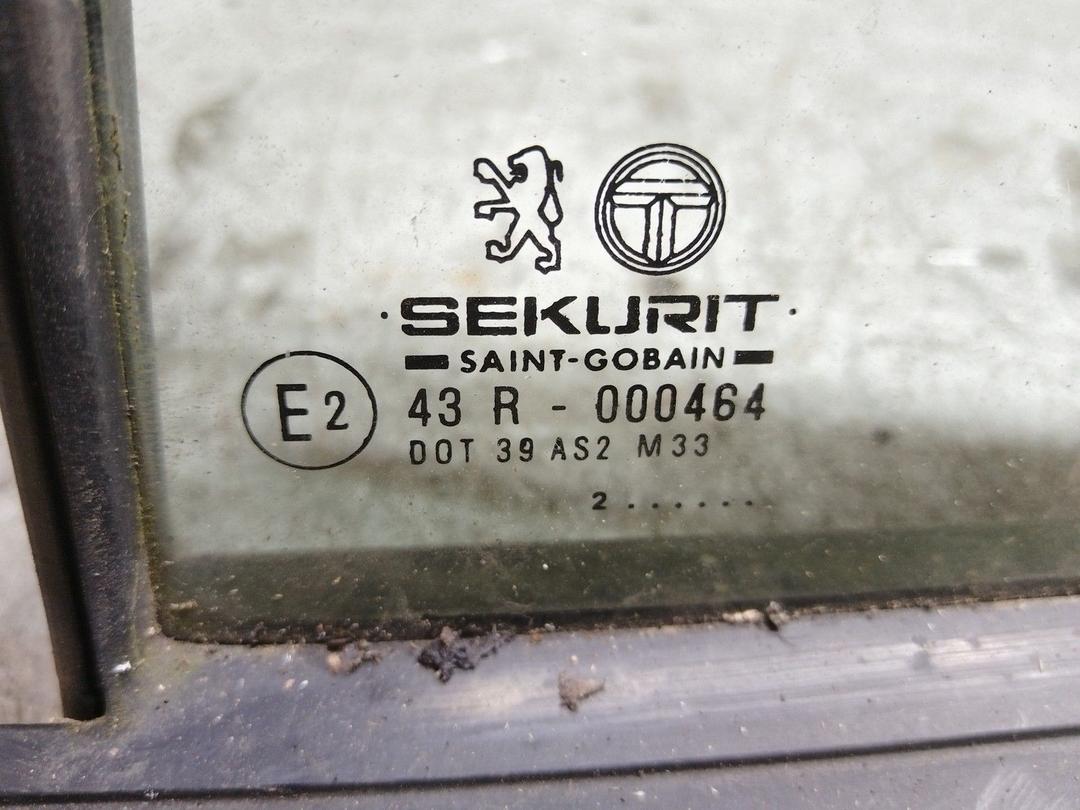 ·SEKURIT·
SAINT-GOBAIN
E2 43 R - 000464
DOT 39 AS2 M33
2 . . . . . .